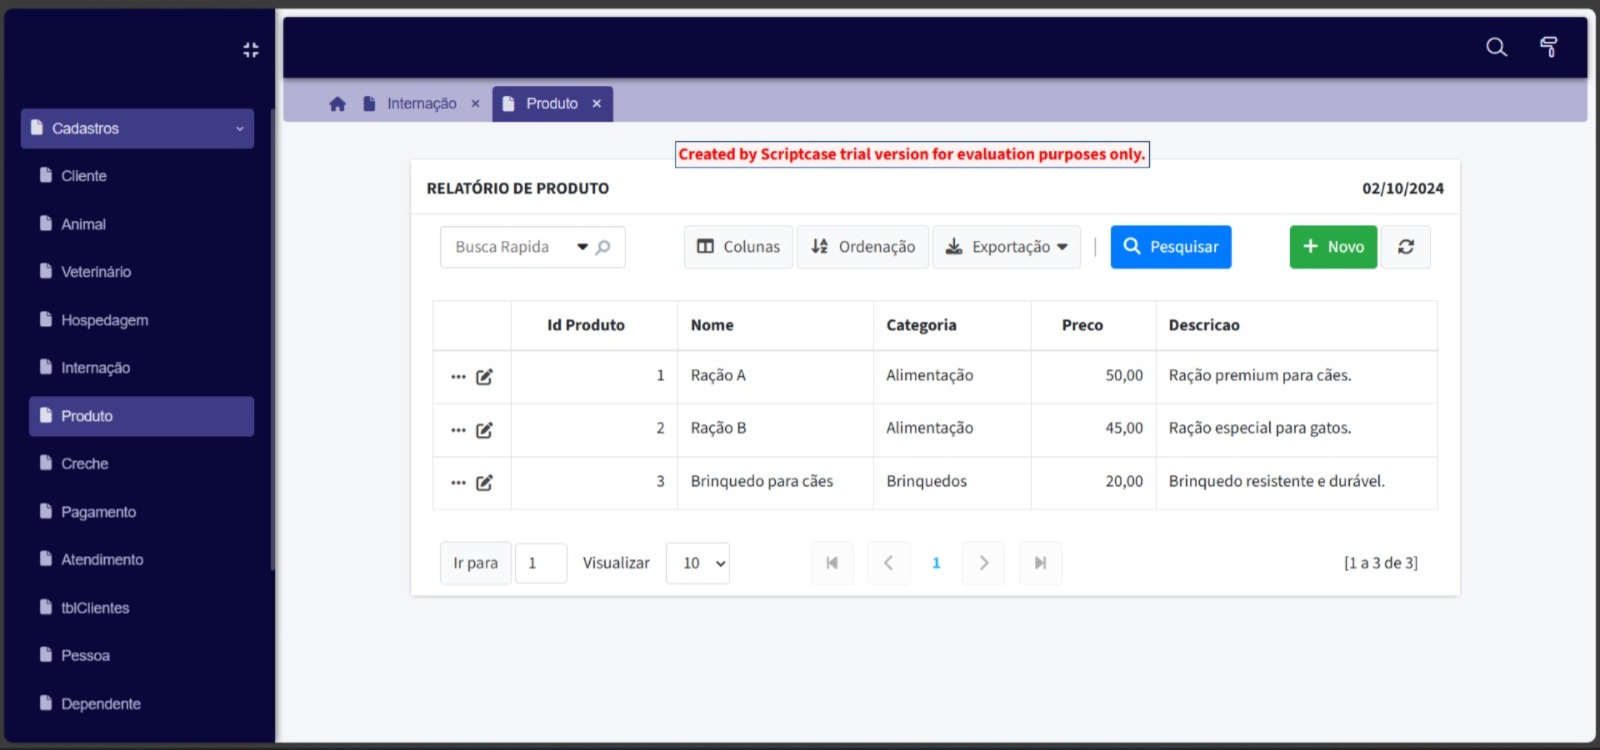 Internação × Produto ×
Cadastros
Cliente
Animal
Veterinário
Hospedagem
Internação
Produto
Creche
Pagamento
Atendimento
tblClientes
Pessoa
Dependente
Created by Scriptcase trial version for evaluation purposes only.
RELATÓRIO DE PRODUTO 02/10/2024
Busca Rapida Colunas Ordenação Exportação | Pesquisar + Novo
Id Produto Nome Categoria Preco Descricao
1 Ração A Alimentação 50,00 Ração premium para cães.
2 Ração B Alimentação 45,00 Ração especial para gatos.
3 Brinquedo para cães Brinquedos 20,00 Brinquedo resistente e durável.
Ir para 1 Visualizar 10 1 [1 a 3 de 3]